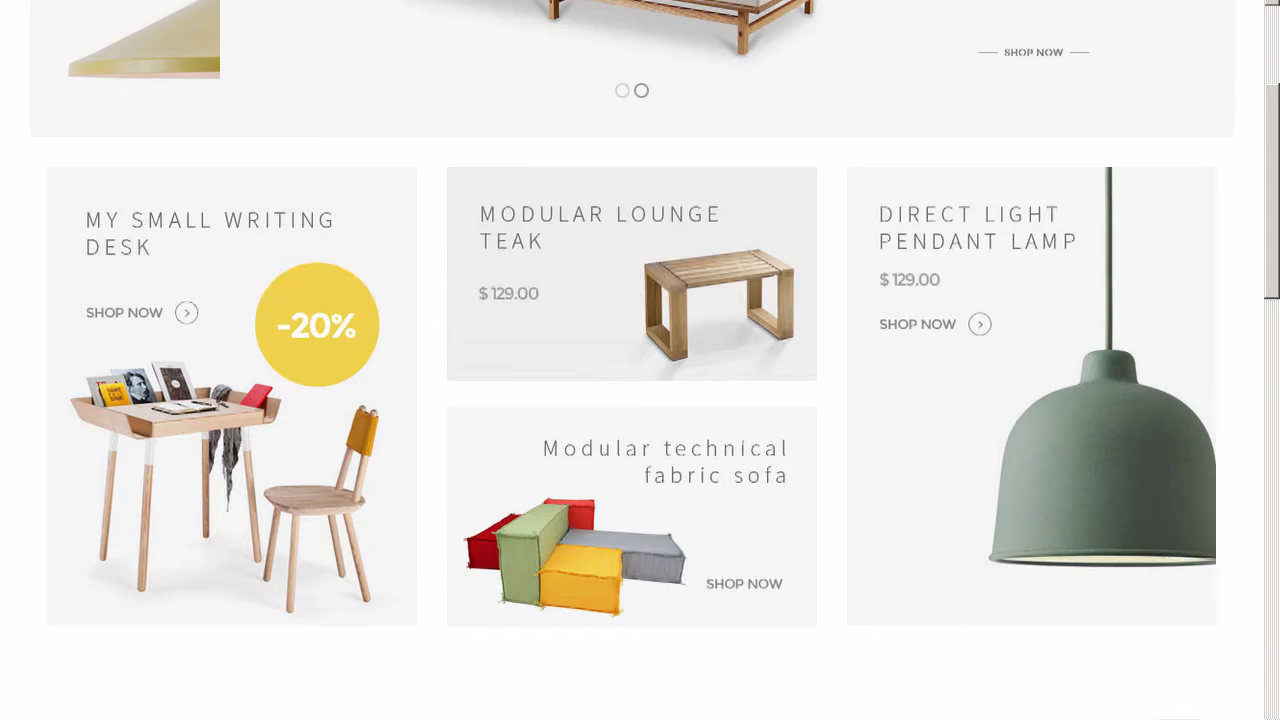 SHOP NOW
MY SMALL WRITING
DESK
SHOP NOW
-20%
MODULAR LOUNGE
TEAK
$ 129.00
Modular technical
fabric sofa
SHOP NOW
DIRECT LIGHT
PENDANT LAMP
$ 129.00
SHOP NOW